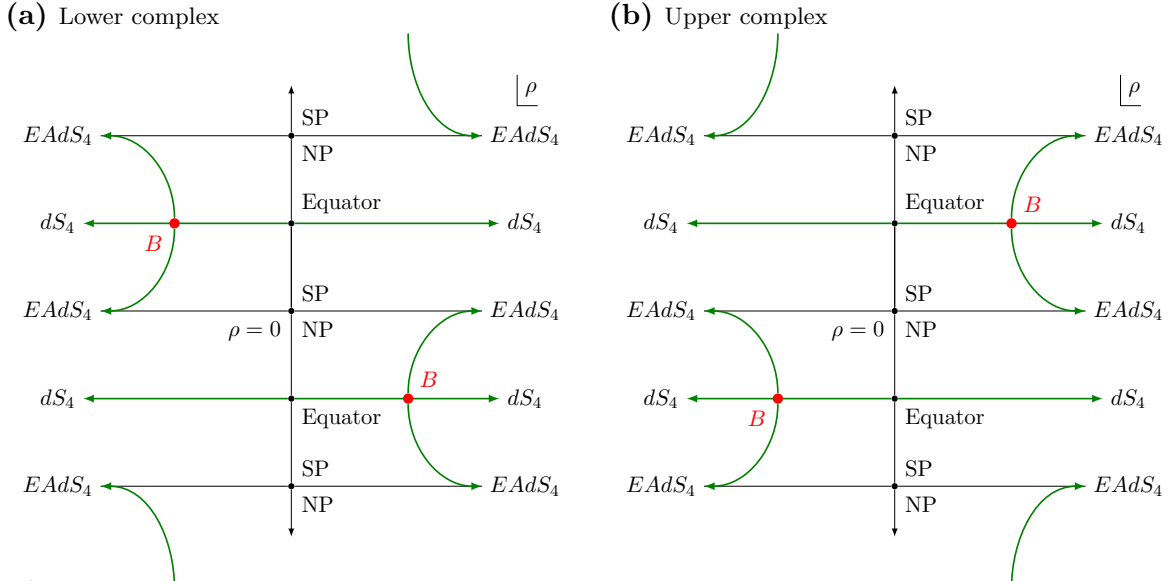 (a) Lower complex
ρ
SP
EAdS₄ EAdS₄
NP
Equator
dS₄ dS₄
B
SP
EAdS₄ EAdS₄
ρ = 0 NP
B
dS₄ dS₄
Equator
SP
EAdS₄ EAdS₄
NP
(b) Upper complex
ρ
SP
EAdS₄ EAdS₄
NP
Equator B
dS₄ dS₄
SP
EAdS₄ EAdS₄
ρ = 0 NP
dS₄ dS₄
B Equator
SP
EAdS₄ EAdS₄
NP